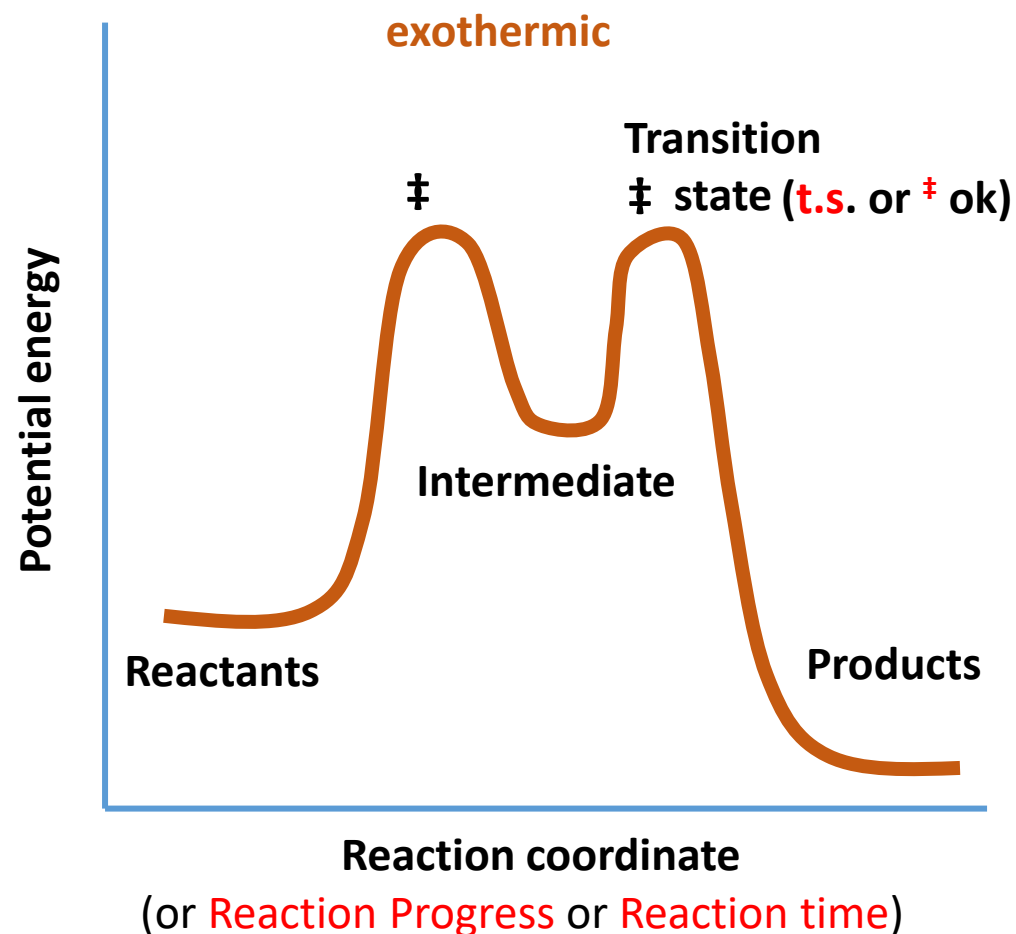 exothermic
Transition
‡ ‡ state (t.s. or ‡ ok)
Potential energy
Intermediate
Reactants
Products
Reaction coordinate
(or Reaction Progress or Reaction time)